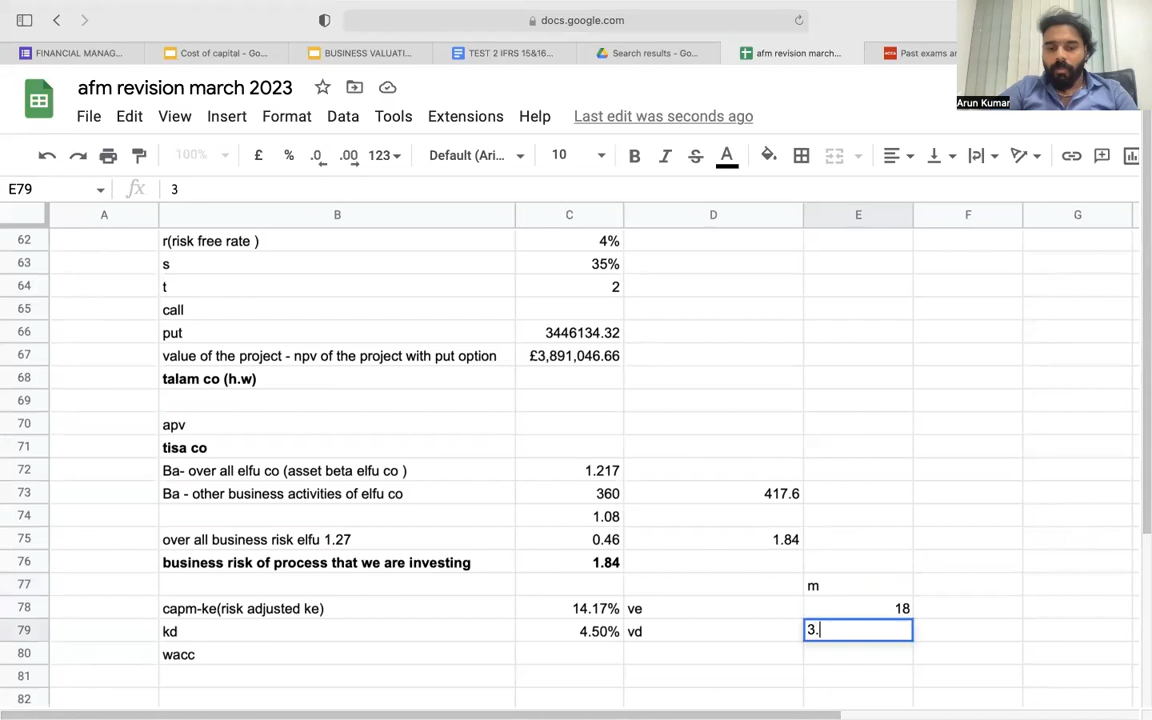 docs.google.com
FINANCIAL MANAG...
Cost of capital - Go...
BUSINESS VALUATI...
TEST 2 IFRS 15&16...
Search results - Go...
afm revision march...
ACCA
Past exams ar
Arun Kumar
afm revision march 2023
File Edit View Insert Format Data Tools Extensions Help Last edit was seconds ago
100% £ % .0 .00 123 Default (Ari... 10 B I S A
E79 fx 3
A B C D E F G
62 r(risk free rate ) 4%
63 s 35%
64 t 2
65 call
66 put 3446134.32
67 value of the project - npv of the project with put option £3,891,046.66
68 talam co (h.w)
69
70 apv
71 tisa co
72 Ba- over all elfu co (asset beta elfu co ) 1.217
73 Ba - other business activities of elfu co 360 417.6
74 1.08
75 over all business risk elfu 1.27 0.46 1.84
76 business risk of process that we are investing 1.84
77 m
78 capm-ke(risk adjusted ke) 14.17% ve 18
79 kd 4.50% vd 3.
80 wacc
81
82